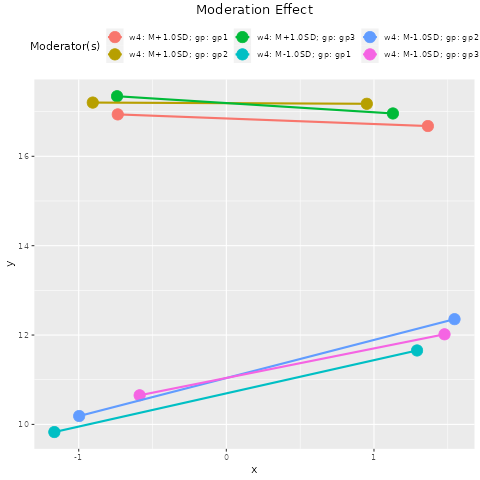 Moderation Effect
Moderator(s)
w4: M+1.0SD; gp: gp1
w4: M+1.0SD; gp: gp3
w4: M-1.0SD; gp: gp2
w4: M+1.0SD; gp: gp2
w4: M-1.0SD; gp: gp1
w4: M-1.0SD; gp: gp3
16
14
12
10
y
-1
0
1
x